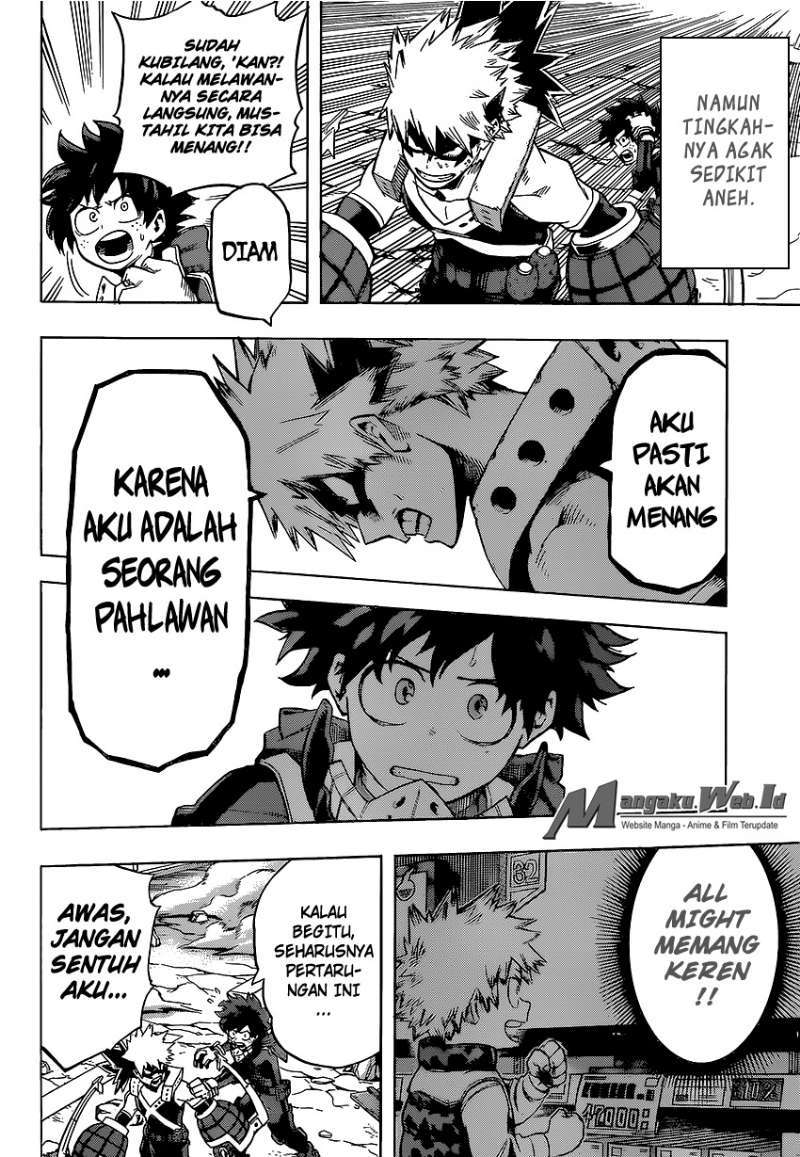 NAMUN
TINGKAH-
NYA AGAK
SEDIKIT
ANEH.
SUDAH
KUBILANG, 'KAN?!
KALAU MELAWAN-
NYA SECARA
LANGSUNG, MUS-
TAHIL KITA BISA
MENANG!!
DIAM
AKU
PASTI
AKAN
MENANG
KARENA
AKU ADALAH
SEORANG
PAHLAWAN
...
Mangaku.Web.Id
Website Manga - Anime & Film Terupdate
ALL
MIGHT
MEMANG
KEREN
!!
62
KALAU
BEGITU,
SEHARUSNYA
PERTARU-
NGAN INI
...
AWAS,
JANGAN
SENTUH
AKU...